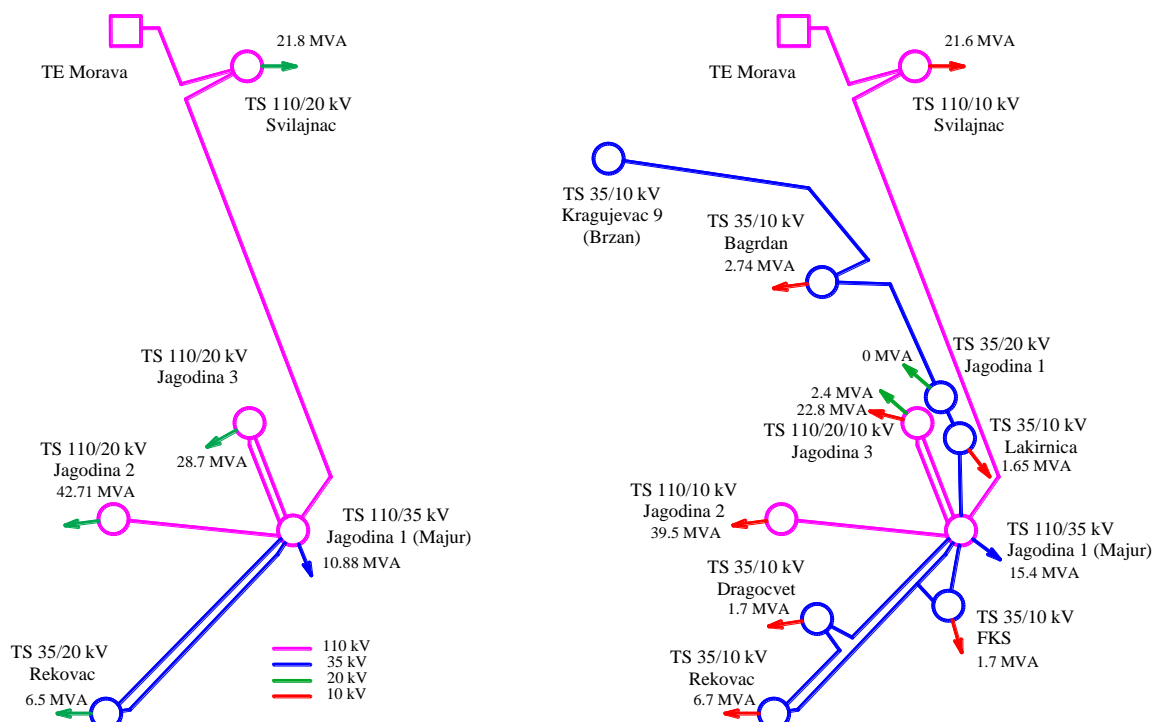 21.8 MVA
TE Morava
TS 110/20 kV
Svilajnac
TS 110/20 kV
Jagodina 3
28.7 MVA
TS 110/20 kV
Jagodina 2
42.71 MVA
TS 110/35 kV
Jagodina 1 (Majur)
10.88 MVA
TS 35/20 kV
Rekovac
6.5 MVA
110 kV
35 kV
20 kV
10 kV
21.6 MVA
TE Morava
TS 110/10 kV
Svilajnac
TS 35/10 kV
Kragujevac 9
(Brzan)
TS 35/10 kV
Bagrdan
2.74 MVA
TS 35/20 kV
Jagodina 1
0 MVA
2.4 MVA
22.8 MVA
TS 110/20/10 kV
Jagodina 3
TS 35/10 kV
Lakirnica
1.65 MVA
TS 110/10 kV
Jagodina 2
39.5 MVA
TS 110/35 kV
Jagodina 1 (Majur)
15.4 MVA
TS 35/10 kV
Dragocvet
1.7 MVA
TS 35/10 kV
FKS
1.7 MVA
TS 35/10 kV
Rekovac
6.7 MVA